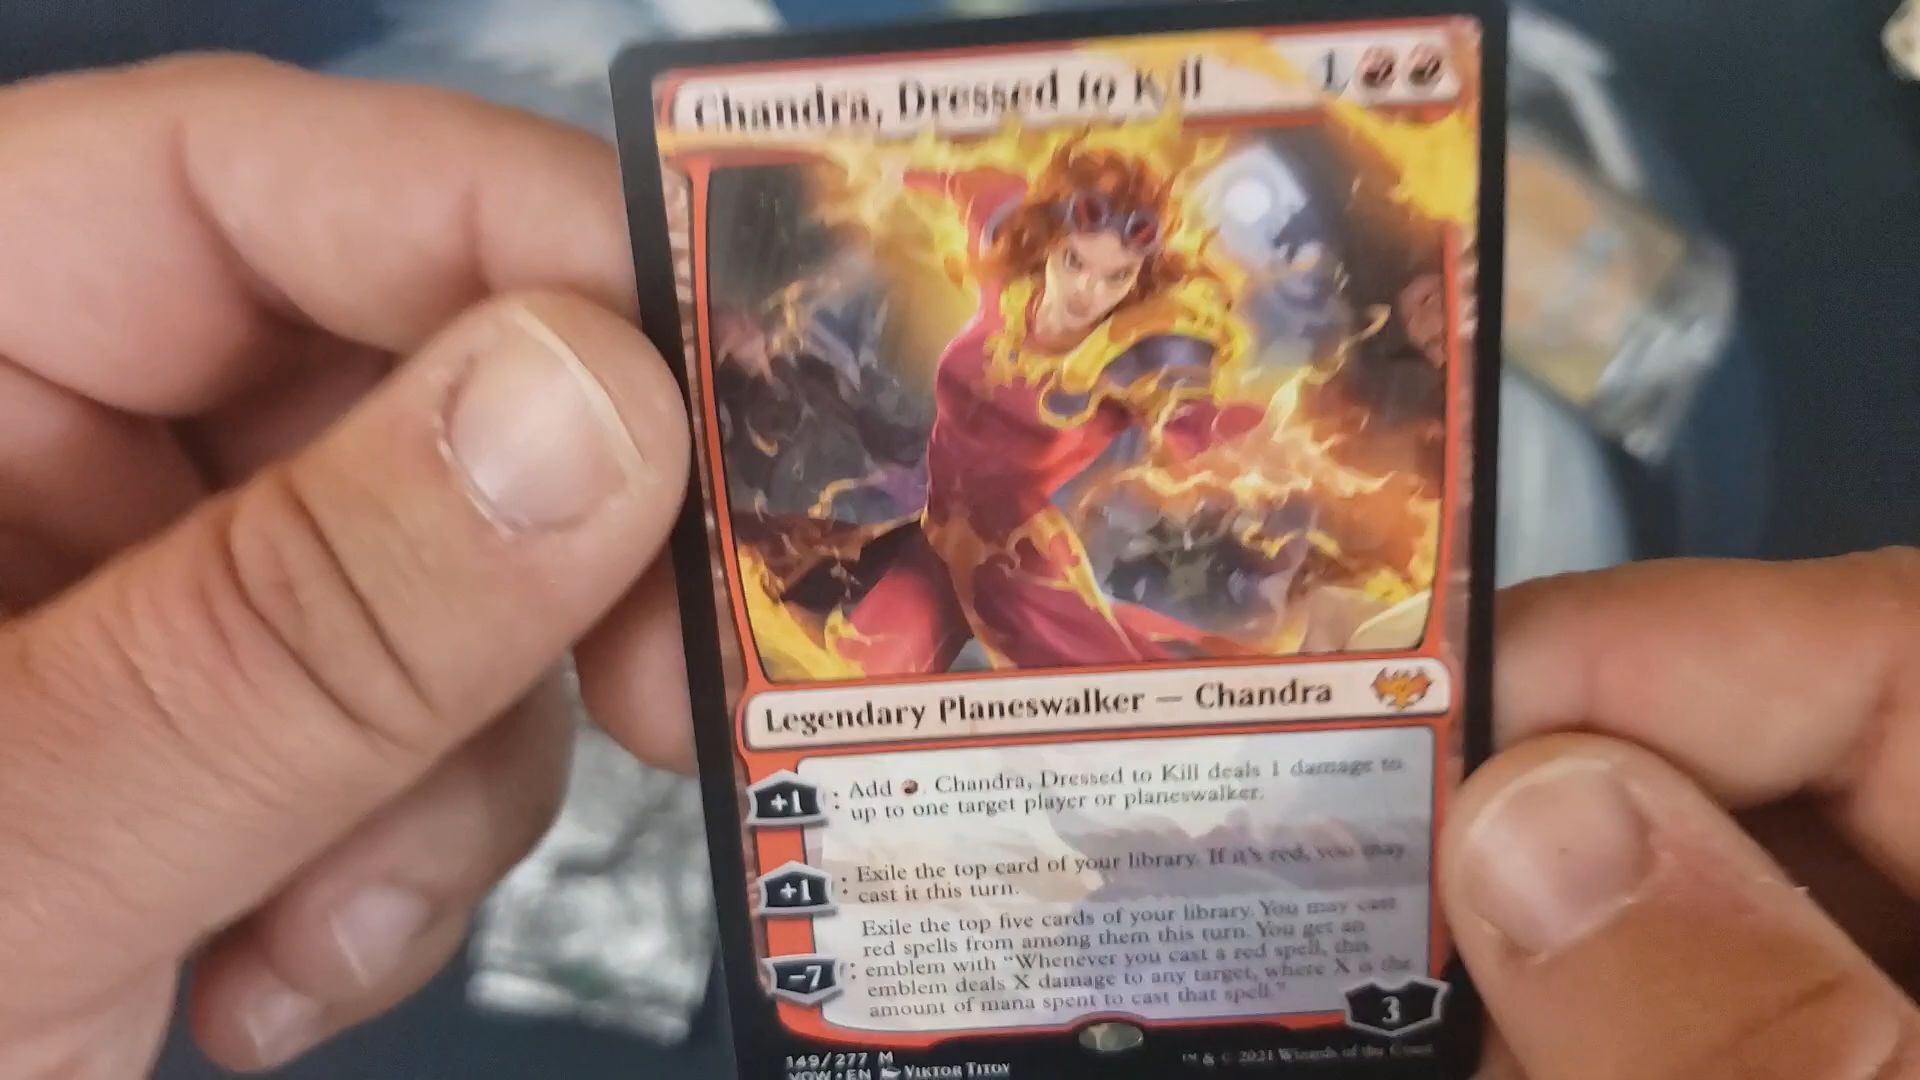 Chandra, Dressed to Kill 1
Legendary Planeswalker — Chandra
+1 : Add . Chandra, Dressed to Kill deals 1 damage to
up to one target player or planeswalker.
+1 : Exile the top card of your library. If it's red, you may
cast it this turn.
Exile the top five cards of your library. You may cast
red spells from among them this turn. You get an
-7 : emblem with "Whenever you cast a red spell, this
emblem deals X damage to any target, where X is the
amount of mana spent to cast that spell."
3
149/277 M
VOW • EN VIKTOR TITOV
™ & © 2021 Wizards of the Coast